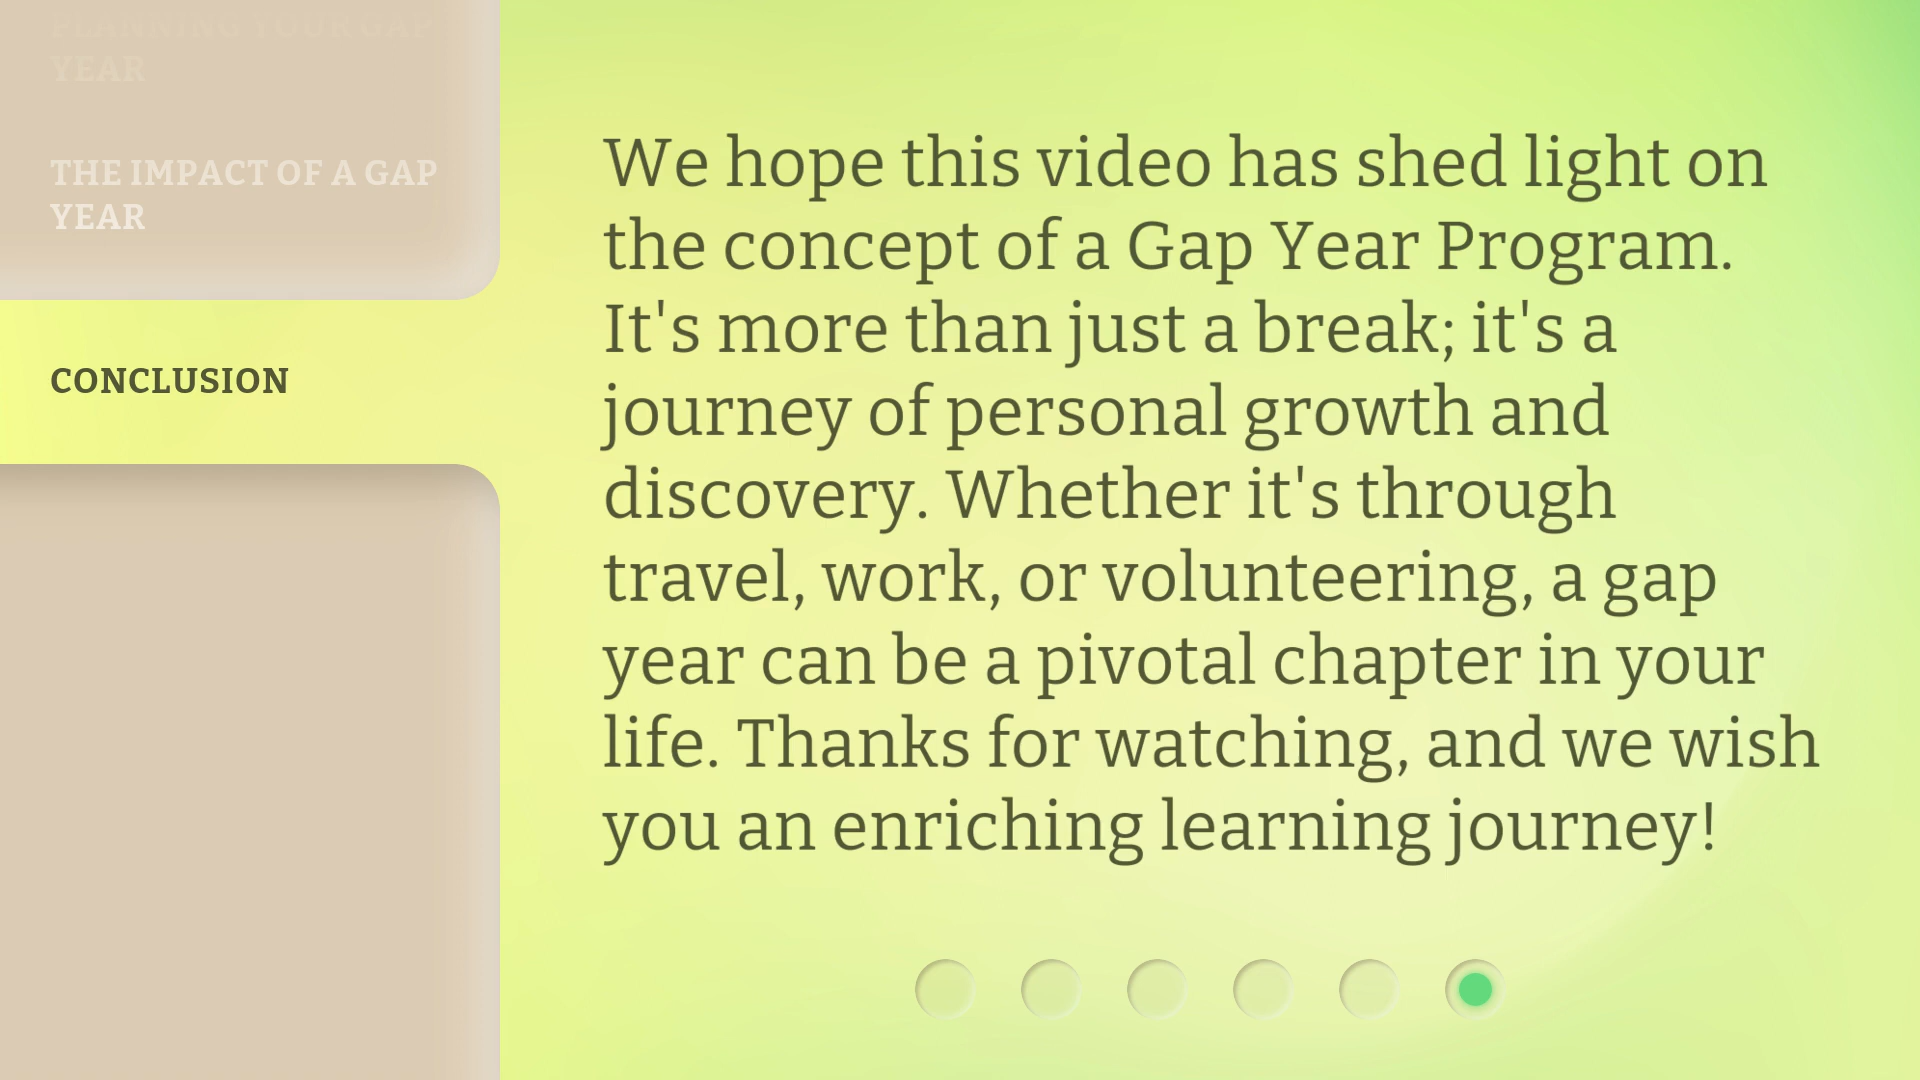 PLANNING YOUR GAP
YEAR
THE IMPACT OF A GAP
YEAR
CONCLUSION
We hope this video has shed light on
the concept of a Gap Year Program.
It's more than just a break; it's a
journey of personal growth and
discovery. Whether it's through
travel, work, or volunteering, a gap
year can be a pivotal chapter in your
life. Thanks for watching, and we wish
you an enriching learning journey!